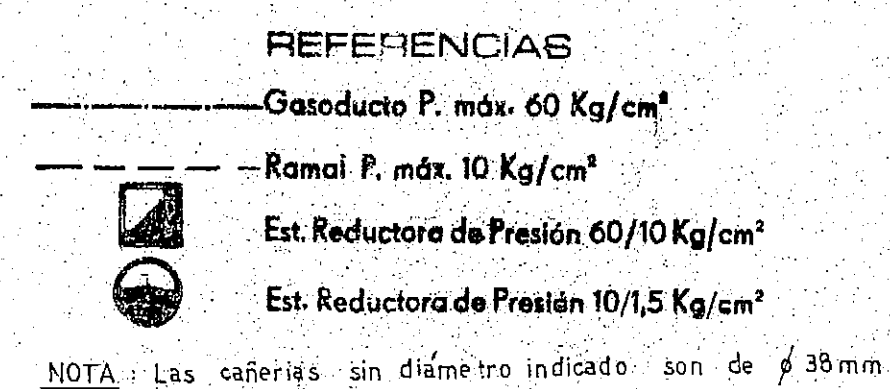 REFERENCIAS
Gasoducto P. máx. 60 Kg/cm²
Ramal P. máx. 10 Kg/cm²
Est. Reductora de Presión 60/10 Kg/cm²
Est. Reductora de Presión 10/1,5 Kg/cm²
NOTA : Las cañerias sin diámetro indicado son de ϕ 38 mm